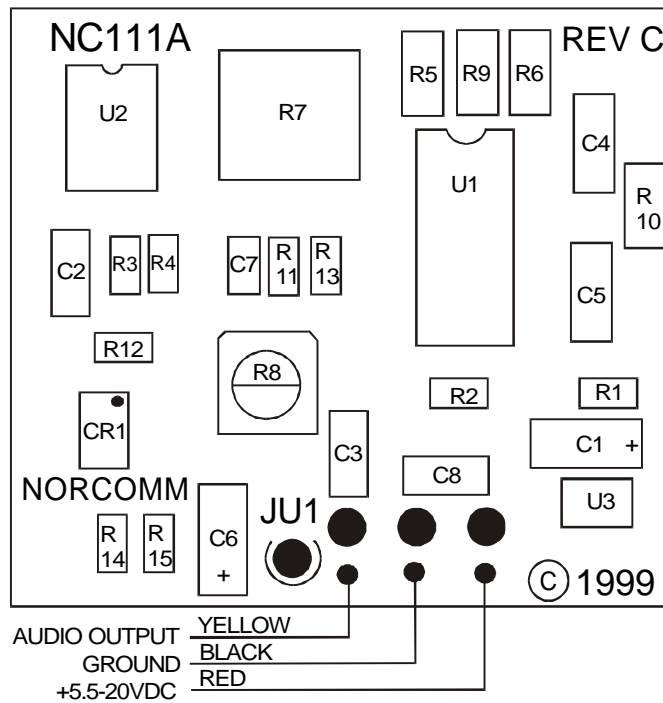 NC111A
REV C
R5
R9
R6
U2
R7
C4
U1
R
10
C2
R3
R4
C7
R
11
R
13
C5
R12
R8
R2
R1
CR1
C3
C1 +
C8
NORCOMM
U3
JU1
R
14
R
15
C6
+
© 1999
AUDIO OUTPUT YELLOW
GROUND BLACK
+5.5-20VDC RED